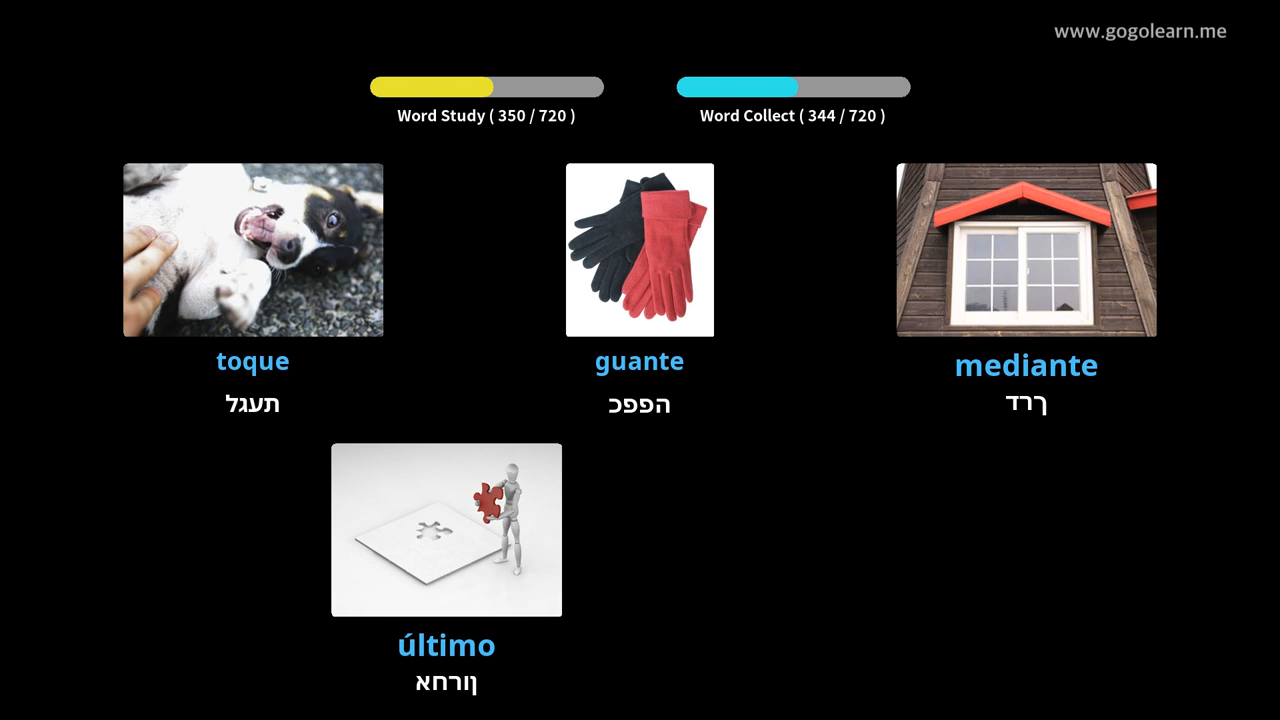 www.gogolearn.me
Word Study ( 350 / 720 )
Word Collect ( 344 / 720 )
toque
guante
mediante
תעגל
הפפכ
ךרד
último
ןורחא